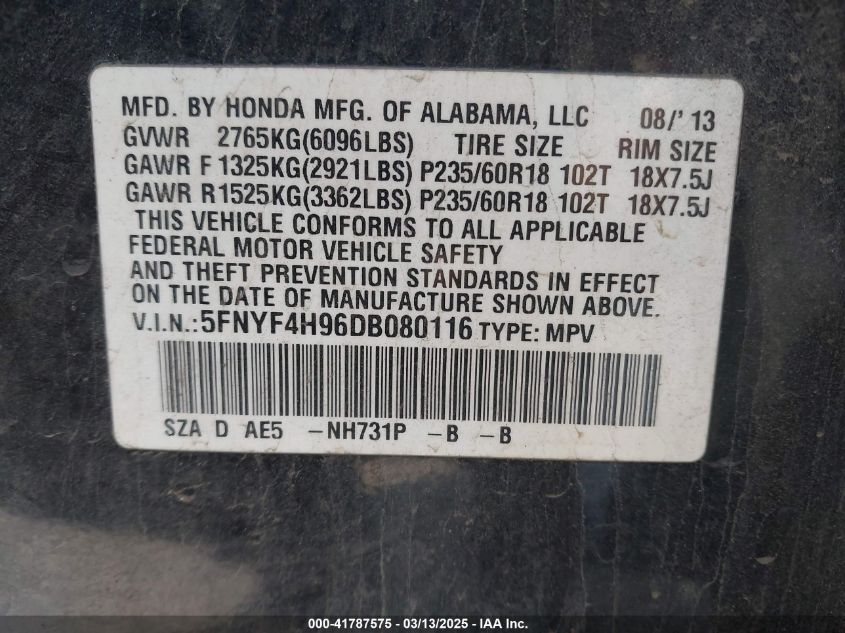 MFD. BY HONDA MFG. OF ALABAMA, LLC 08/'13
GVWR 2765KG(6096LBS) TIRE SIZE RIM SIZE
GAWR F 1325KG(2921LBS) P235/60R18 102T 18X7.5J
GAWR R1525KG(3362LBS) P235/60R18 102T 18X7.5J
THIS VEHICLE CONFORMS TO ALL APPLICABLE
FEDERAL MOTOR VEHICLE SAFETY
AND THEFT PREVENTION STANDARDS IN EFFECT
ON THE DATE OF MANUFACTURE SHOWN ABOVE.
V.I.N.:5FNYF4H96DB080116 TYPE: MPV
SZA D AE5 -NH731P -B -B
000-41787575 - 03/13/2025 - IAAI Inc.